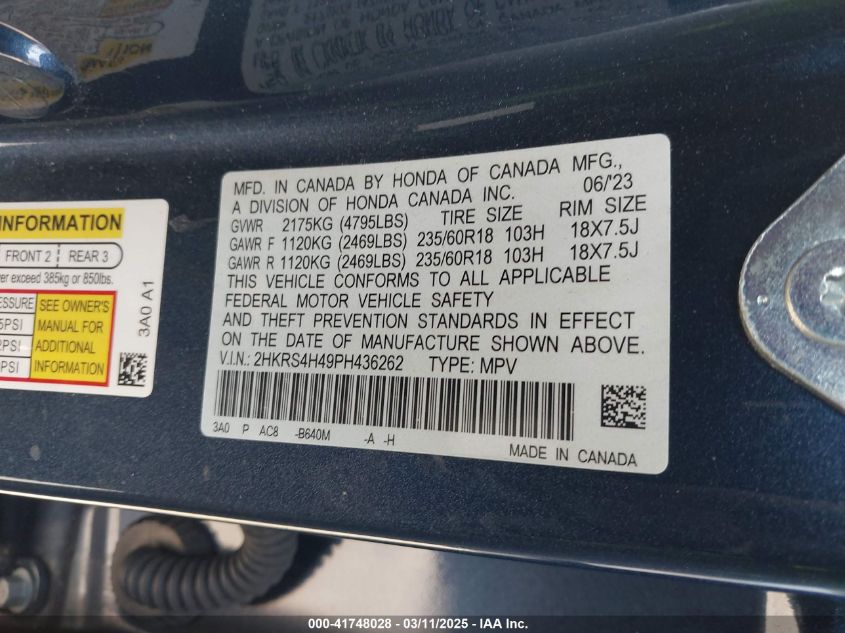 MFD. IN CANADA BY HONDA OF CANADA MFG.,
A DIVISION OF HONDA CANADA INC. 06/'23
GVWR 2175KG (4795LBS) TIRE SIZE RIM SIZE
GAWR F 1120KG (2469LBS) 235/60R18 103H 18X7.5J
GAWR R 1120KG (2469LBS) 235/60R18 103H 18X7.5J
THIS VEHICLE CONFORMS TO ALL APPLICABLE
FEDERAL MOTOR VEHICLE SAFETY
AND THEFT PREVENTION STANDARDS IN EFFECT
ON THE DATE OF MANUFACTURE SHOWN ABOVE.
V.I.N.: 2HKRS4H49PH436262 TYPE: MPV
3A0 P AC8 -B640M -A -H
MADE IN CANADA
INFORMATION
FRONT 2 REAR 3
exceed 385kg or 850lbs.
SEE OWNER'S
MANUAL FOR
ADDITIONAL
INFORMATION
PSI
PSI
PSI
3A0 A1
000-41748028 - 03/11/2025 - IAA Inc.